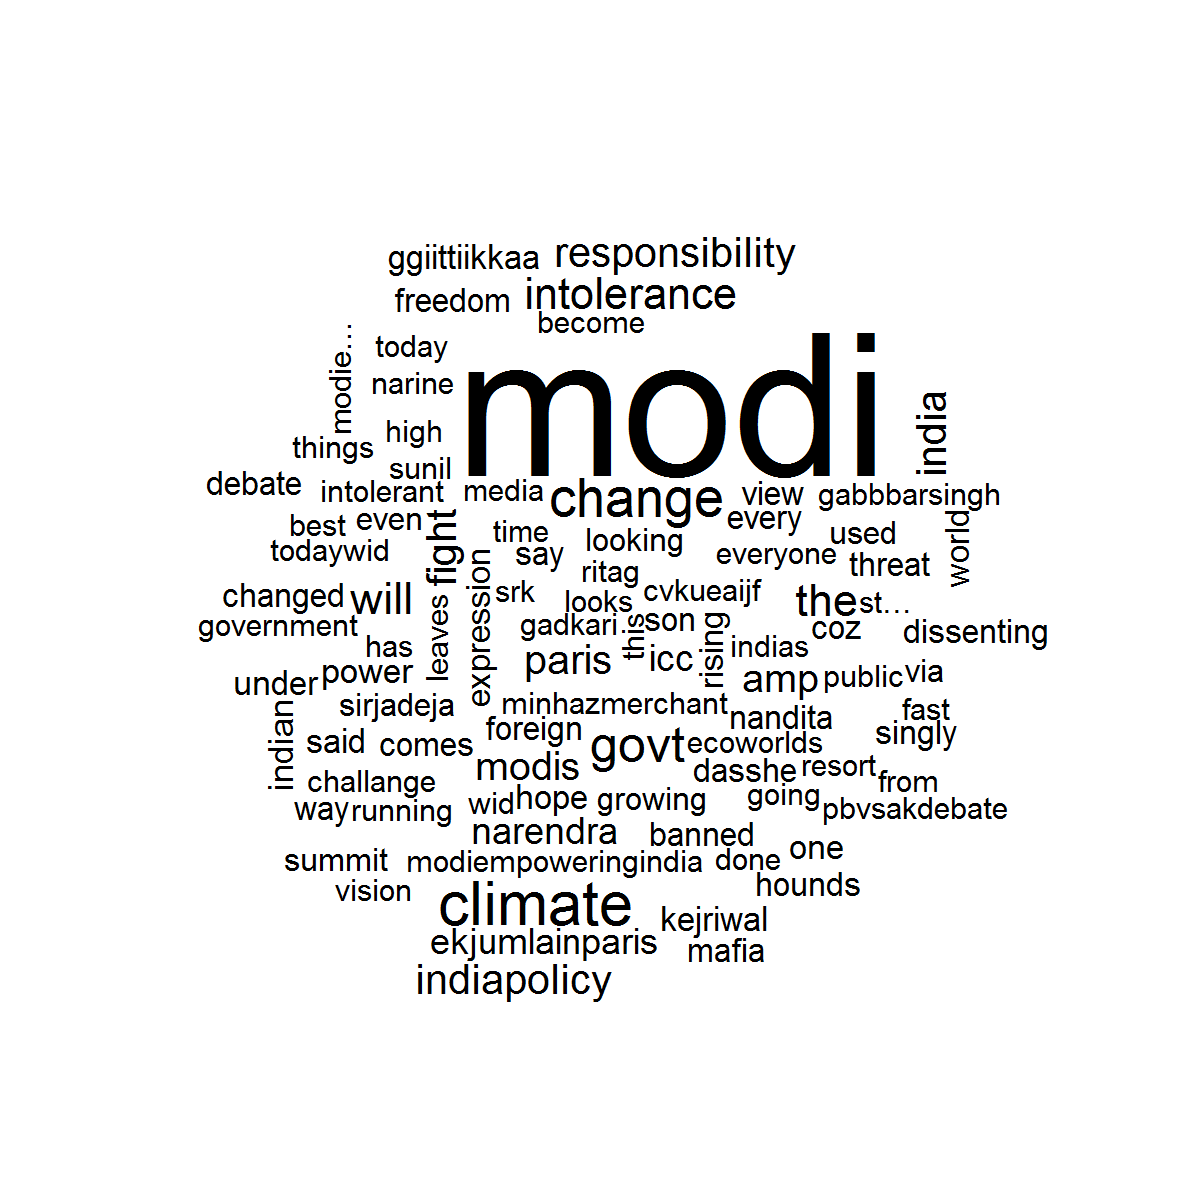 ggiittiikkaa responsibility
freedom intolerance
become
modie… today modi
narine india
things high
sunil
debate intolerant media change view gabbbarsingh
best even fight time every used world
todaywid say looking everyone threat
ritag
changed will leaves expression srk looks cvkueaijf the st…
government gadkari this son rising coz dissenting
has paris icc indias
under power amp public via
indian sirjadeja minhazmerchant nandita fast
said comes foreign govt ecoworlds singly
challange modis dasshe resort from
way running wid hope growing going pbvsakdebate
narendra banned one
summit modiempoweringindia done
vision climate hounds
kejriwal
ekjumlainparis mafia
indiapolicy